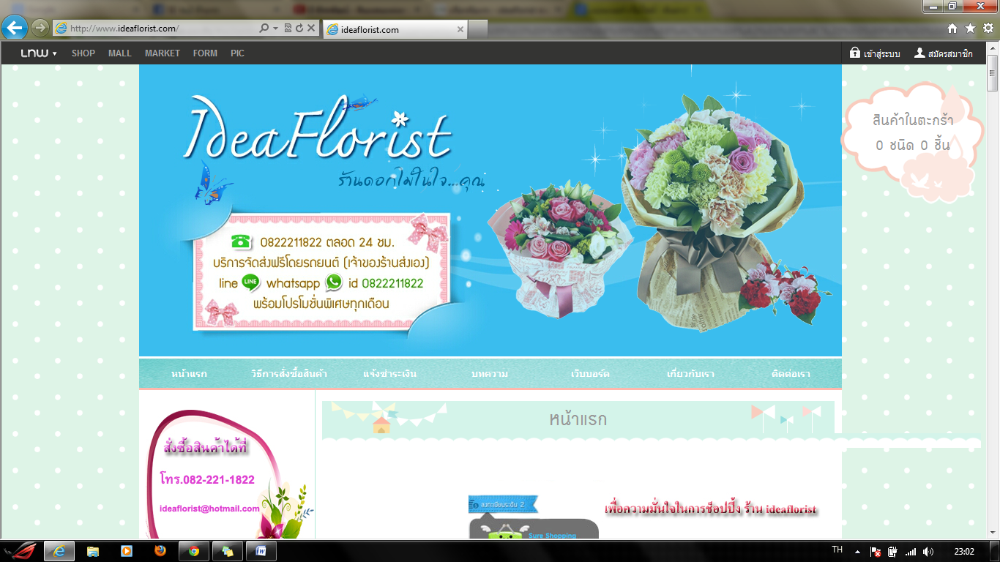 http://www.ideaflorist.com/
ideaflorist.com
LnW SHOP MALL MARKET FORM PIC
เข้าสู่ระบบ สมัครสมาชิก
IdeaFlorist
ร้านดอกไม้ในใจ...คุณ
สินค้าในตะกร้า
0 ชนิด 0 ชิ้น
0822211822 ตลอด 24 ชม.
บริการจัดส่งฟรีโดยรถยนต์ (เจ้าของร้านส่งเอง)
line LINE whatsapp id 0822211822
พร้อมโปรโมชั่นพิเศษทุกเดือน
หน้าแรก วิธีการสั่งซื้อสินค้า แจ้งชำระเงิน บทความ เว็บบอร์ด เกี่ยวกับเรา ติดต่อเรา
หน้าแรก
สั่งซื้อสินค้าได้ที่
โทร.082-221-1822
ideaflorist@hotmail.com
ลงทะเบียนระดับ 2
เพื่อความมั่นใจในการช็อปปิ้ง ร้าน ideaflorist
Sure Shopping
TH 23:02